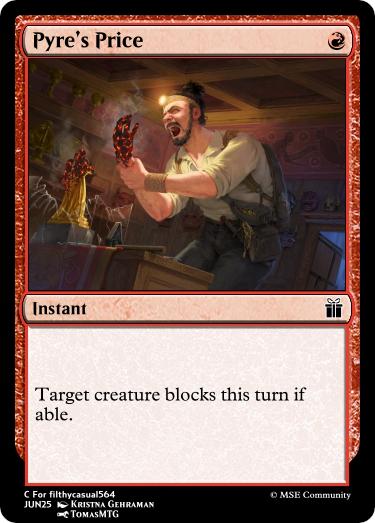 Pyre's Price
Instant
Target creature blocks this turn if
able.
C For filthycasual564
JUN25 Kristna Gehraman
TomasMTG
© MSE Community